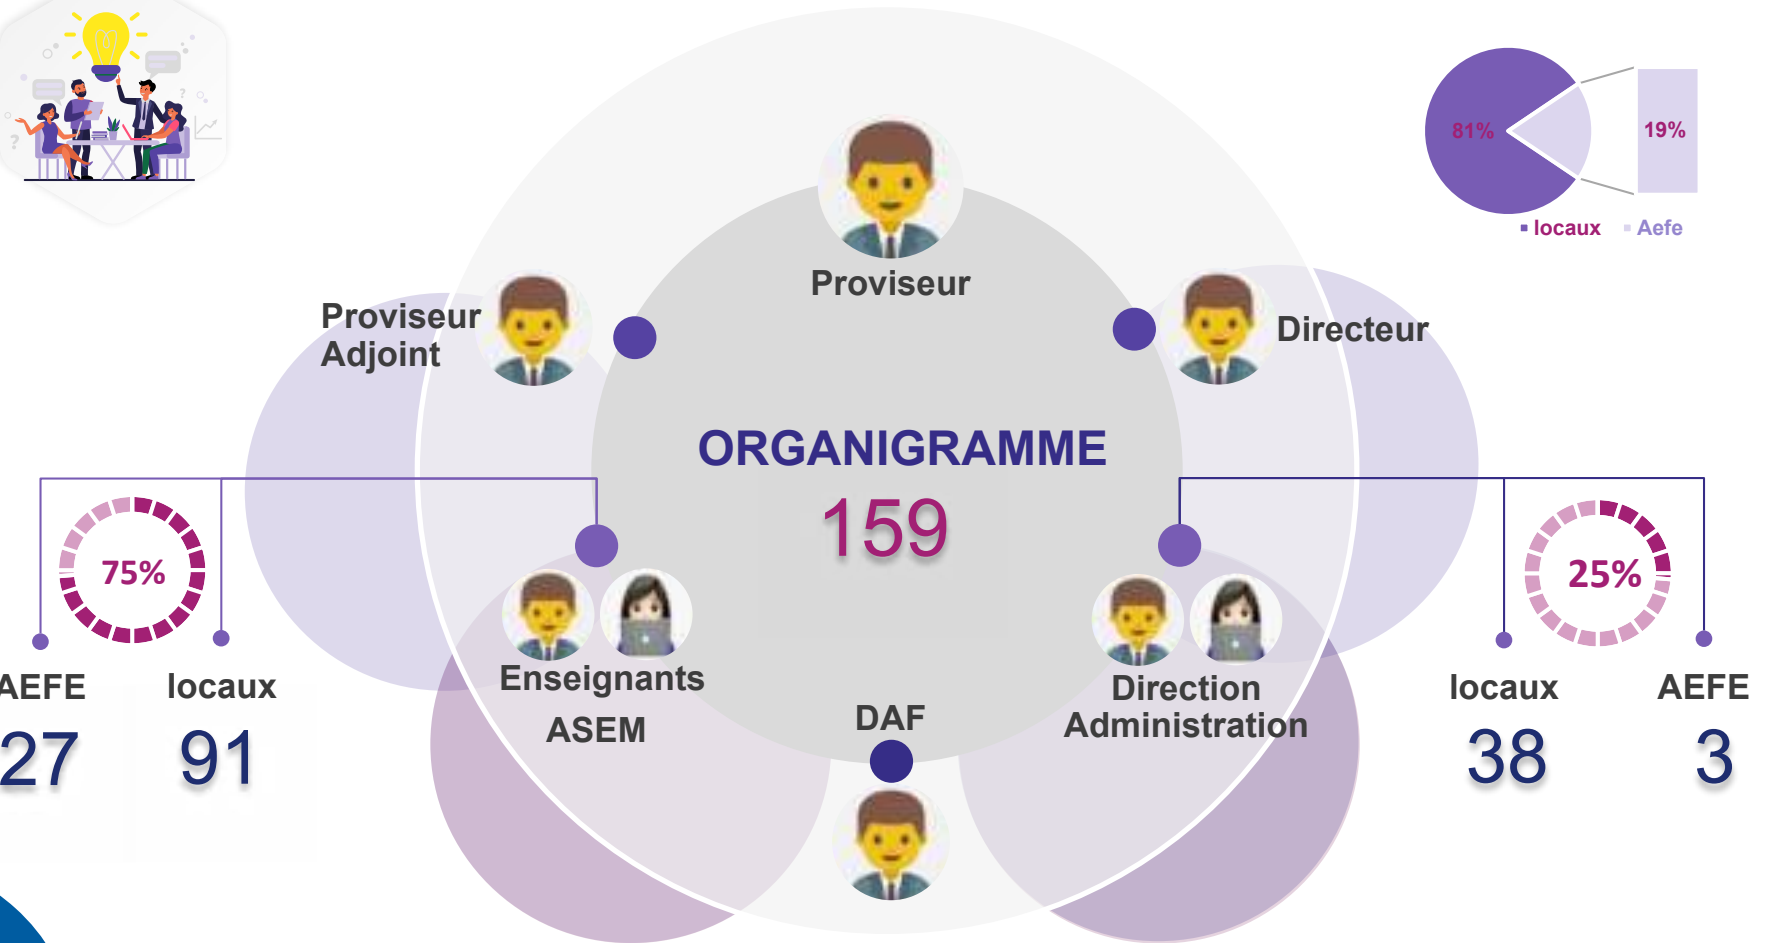 81%
19%
locaux
Aefe
Proviseur
Proviseur
Adjoint
Directeur
ORGANIGRAMME
159
75%
25%
AEFE
locaux
27
91
Enseignants
ASEM
DAF
Direction
Administration
locaux
AEFE
38
3